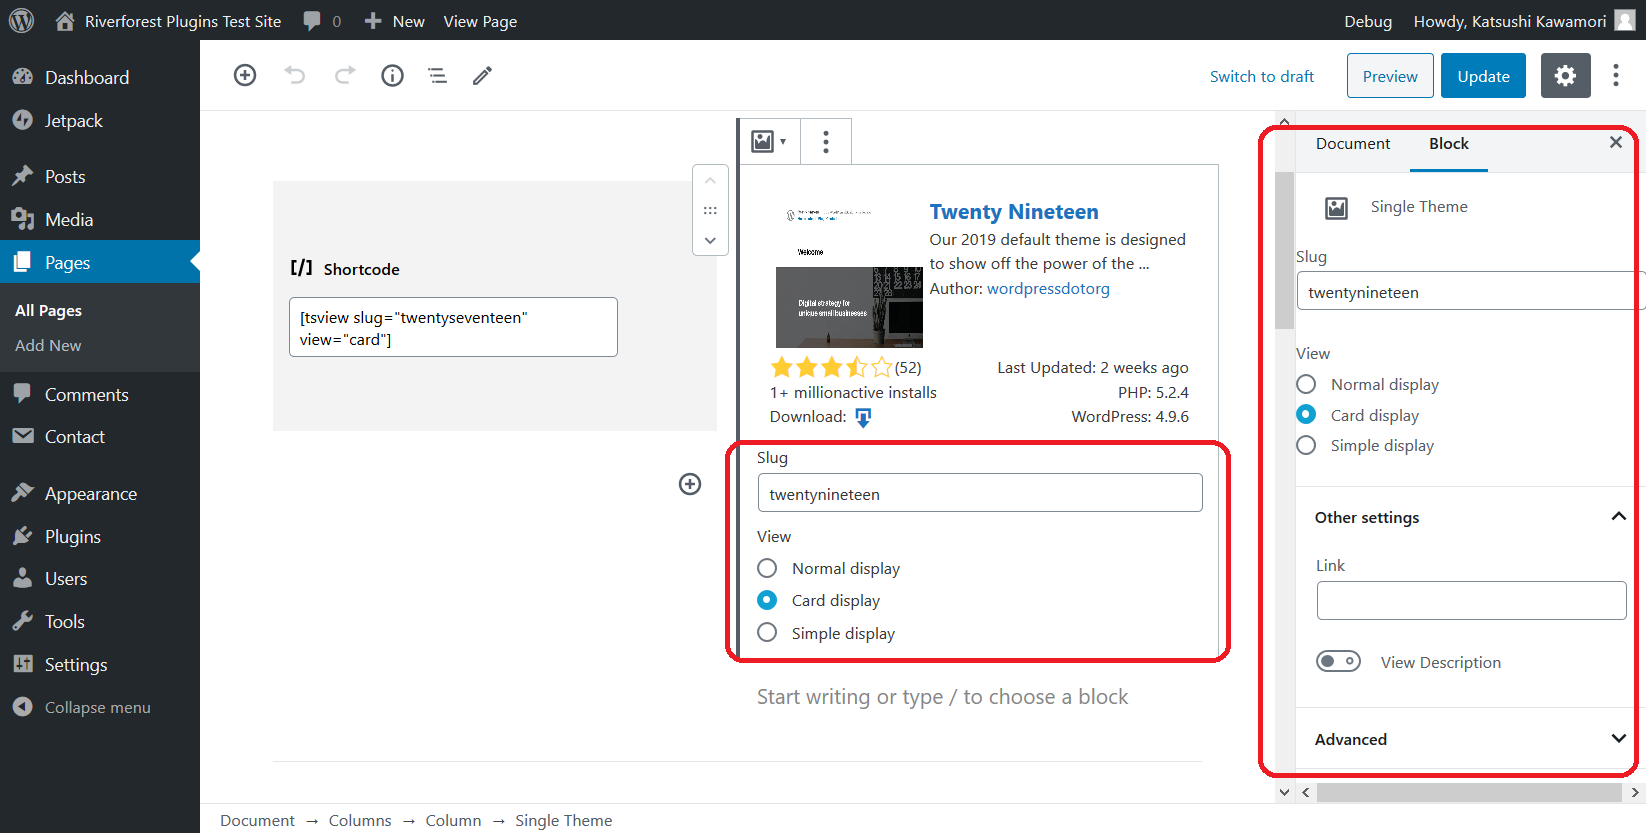 Riverforest Plugins Test Site
0
New
View Page
Debug
Howdy, Katsushi Kawamori
Dashboard
Jetpack
Posts
Media
Pages
All Pages
Add New
Comments
Contact
Appearance
Plugins
Users
Tools
Settings
Collapse menu
Switch to draft
Preview
Update
[/] Shortcode
[tsview slug="twentyseventeen"
view="card"]
Welcome
Digital strategy for
unique small businesses
Twenty Nineteen
Our 2019 default theme is designed
to show off the power of the ...
Author: wordpressdotorg
(52)
Last Updated: 2 weeks ago
1+ millionactive installs
PHP: 5.2.4
Download:
WordPress: 4.9.6
Slug
twentynineteen
View
Normal display
Card display
Simple display
Start writing or type / to choose a block
Document
Block
Single Theme
Slug
twentynineteen
View
Normal display
Card display
Simple display
Other settings
Link
View Description
Advanced
Document → Columns → Column → Single Theme